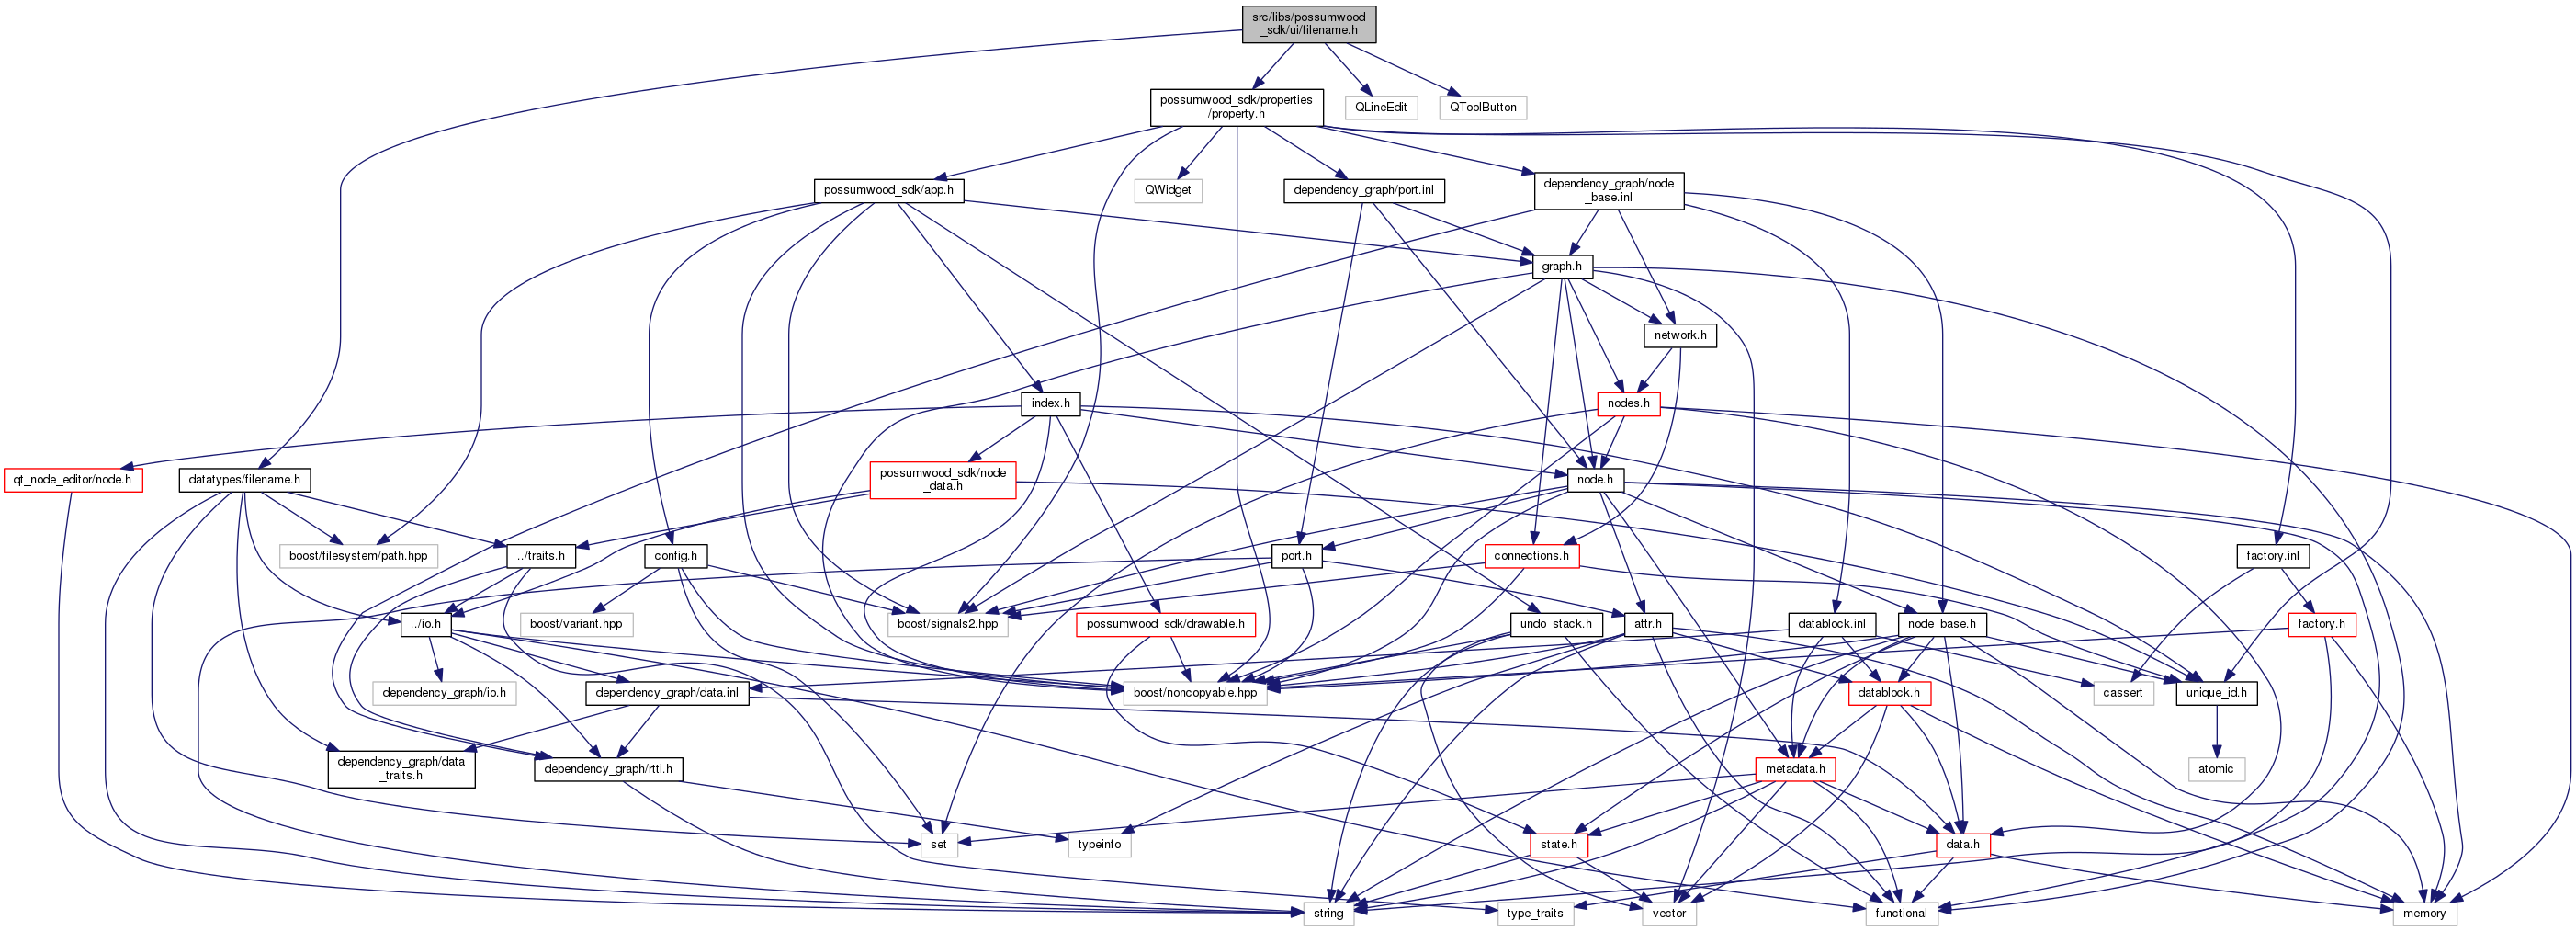 src/libs/possumwood
_sdk/ui/filename.h
possumwood_sdk/properties
/property.h
QLineEdit
QToolButton
possumwood_sdk/app.h
QWidget
dependency_graph/port.inl
dependency_graph/node
_base.inl
graph.h
network.h
index.h
nodes.h
qt_node_editor/node.h
datatypes/filename.h
possumwood_sdk/node
_data.h
node.h
boost/filesystem/path.hpp
../traits.h
config.h
port.h
connections.h
factory.inl
../io.h
boost/variant.hpp
boost/signals2.hpp
possumwood_sdk/drawable.h
undo_stack.h
attr.h
datablock.inl
node_base.h
factory.h
dependency_graph/io.h
dependency_graph/data.inl
boost/noncopyable.hpp
datablock.h
cassert
unique_id.h
dependency_graph/data
_traits.h
dependency_graph/rtti.h
metadata.h
atomic
set
typeinfo
state.h
data.h
string
type_traits
vector
functional
memory